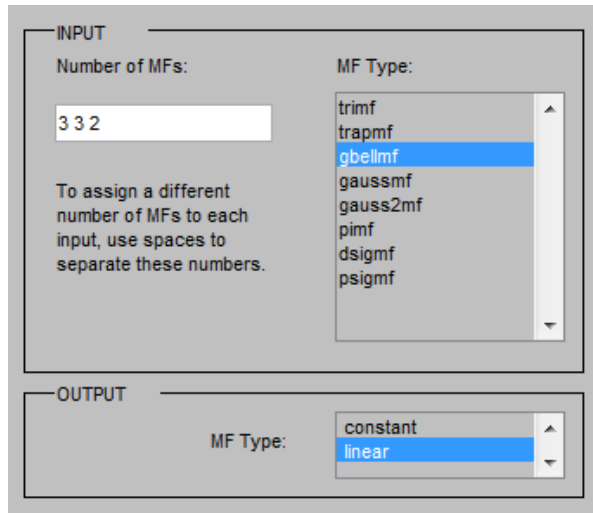 INPUT
Number of MFs:
3 3 2
To assign a different
number of MFs to each
input, use spaces to
separate these numbers.
MF Type:
trimf
trapmf
gbellmf
gaussmf
gauss2mf
pimf
dsigmf
psigmf
OUTPUT
MF Type:
constant
linear